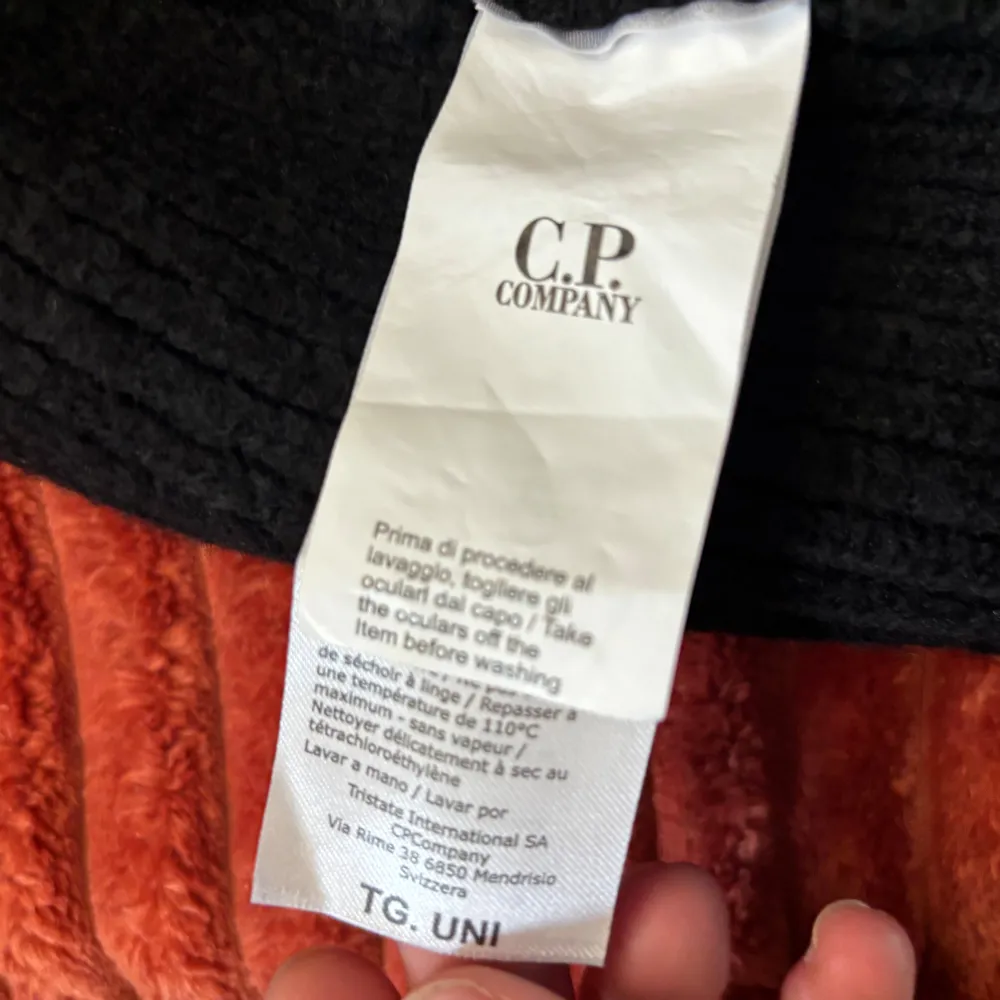 C.P.
COMPANY
Prima di procedere al
lavaggio, togliere gli
oculari dal capo / Take
the oculars off the
Item before washing
de séchoir à linge / Repasser à
une température de 110°C
maximum - sans vapeur /
Nettoyer délicatement à sec au
tétrachloroéthylène
Lavar a mano / Lavar por
Tristate International SA
CPCompany
Via Rime 38 6850 Mendrisio
Svizzera
TG. UNI